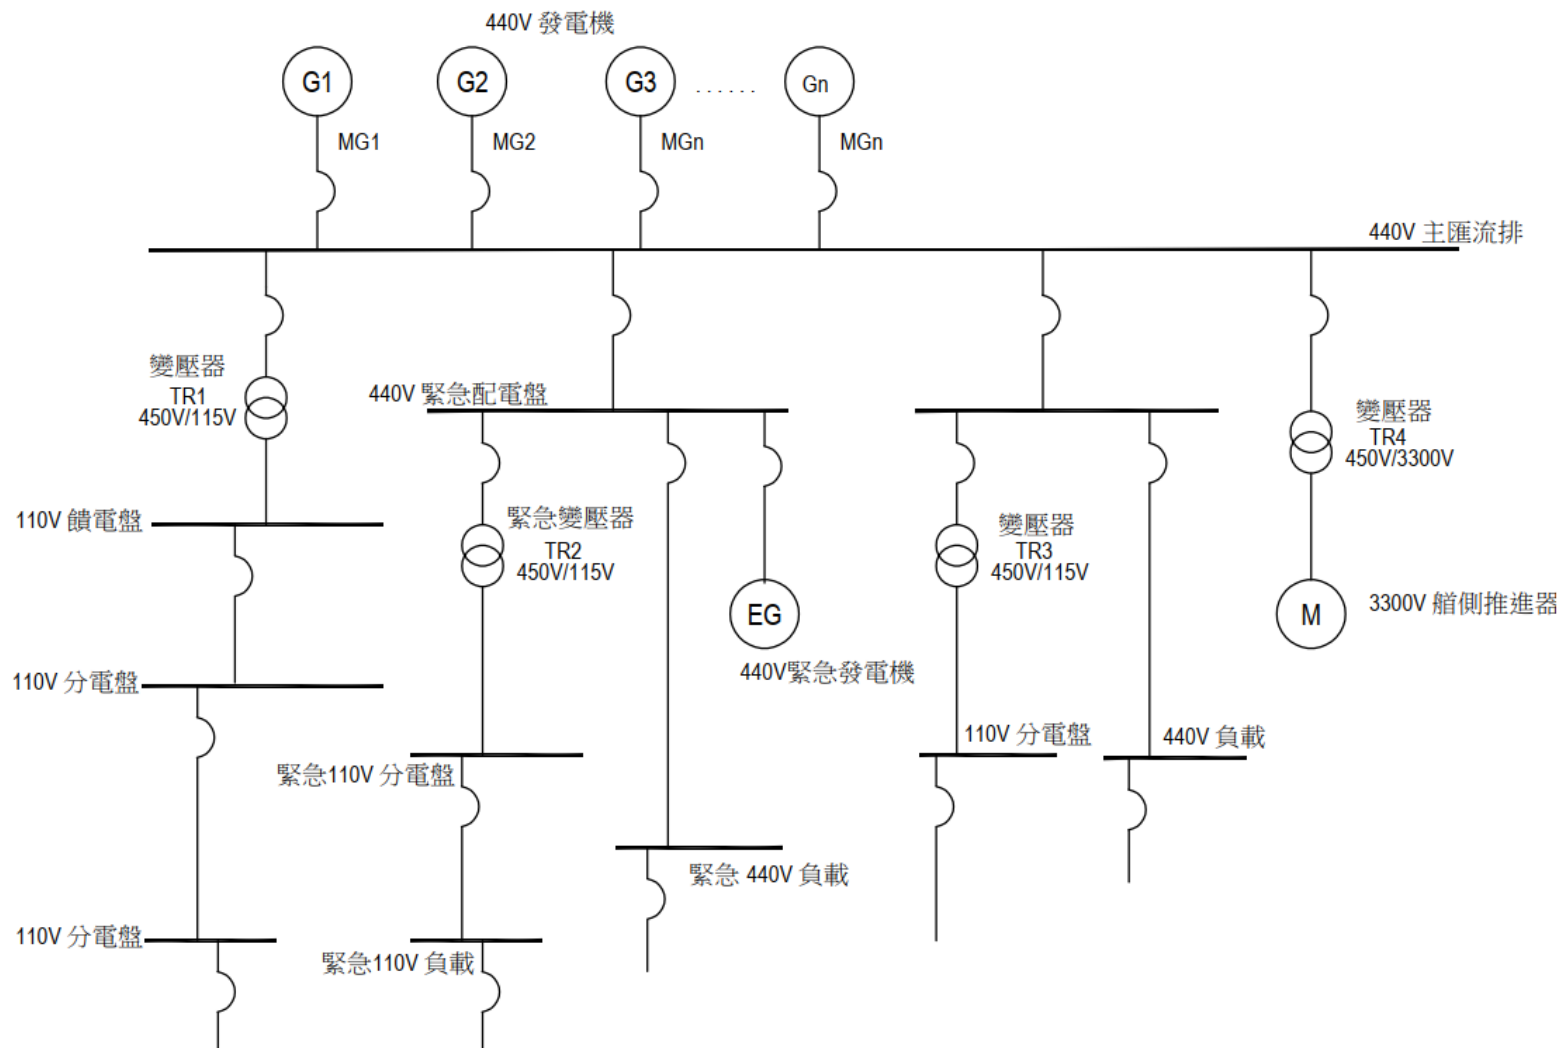 440V 發電機
G1
G2
G3
......
Gn
MG1
MG2
MGn
MGn
440V 主匯流排
變壓器
TR1
450V/115V
440V 緊急配電盤
變壓器
TR4
450V/3300V
110V 饋電盤
緊急變壓器
TR2
450V/115V
變壓器
TR3
450V/115V
EG
M
3300V 艏側推進器
440V緊急發電機
110V 分電盤
110V 分電盤
440V 負載
緊急110V 分電盤
緊急 440V 負載
110V 分電盤
緊急110V 負載